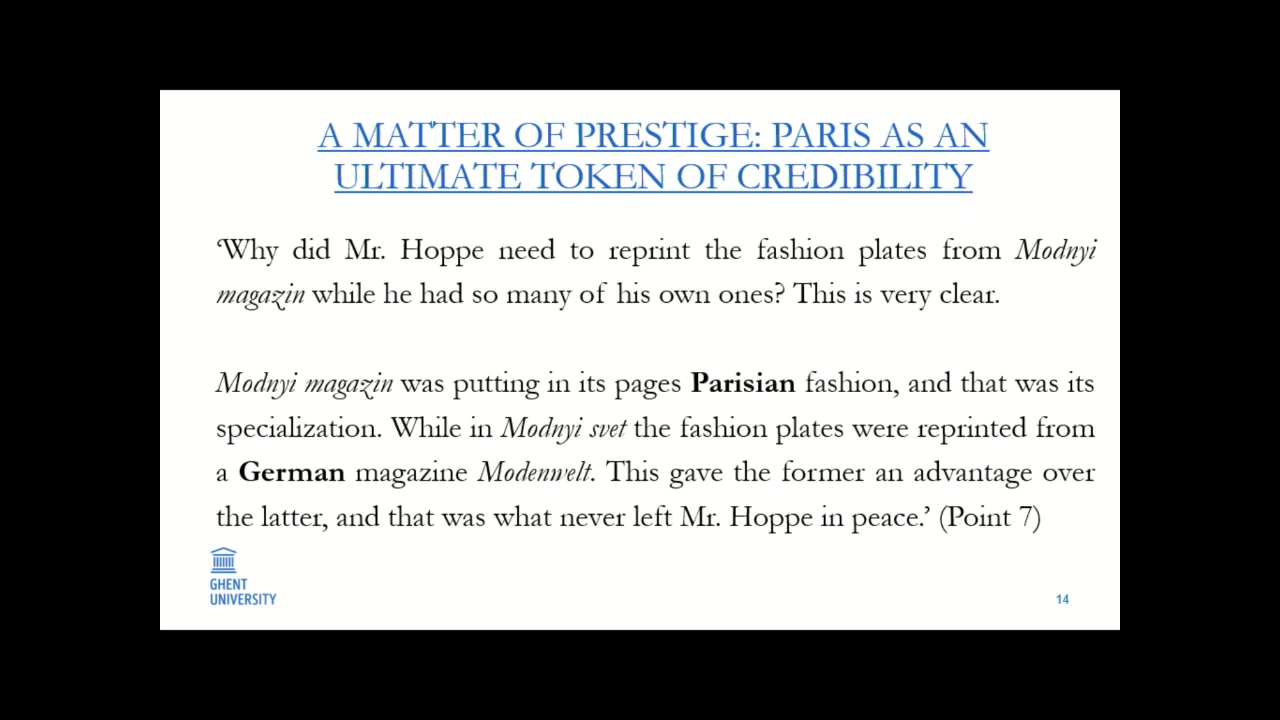 A MATTER OF PRESTIGE: PARIS AS AN
ULTIMATE TOKEN OF CREDIBILITY
‘Why did Mr. Hoppe need to reprint the fashion plates from Modnyi
magazin while he had so many of his own ones? This is very clear.
Modnyi magazin was putting in its pages Parisian fashion, and that was its
specialization. While in Modnyi svet the fashion plates were reprinted from
a German magazine Modenwelt. This gave the former an advantage over
the latter, and that was what never left Mr. Hoppe in peace.’ (Point 7)
GHENT
UNIVERSITY
14